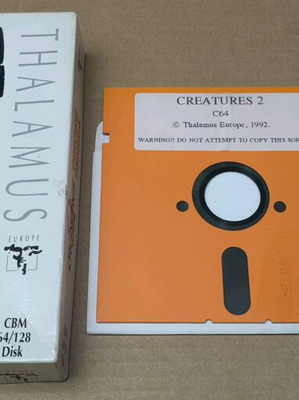 THALAMUS
EUROPE
CBM
64/128
Disk
CREATURES 2
C64
© Thalamus Europe, 1992.
WARNING!! DO NOT ATTEMPT TO COPY THIS SOF